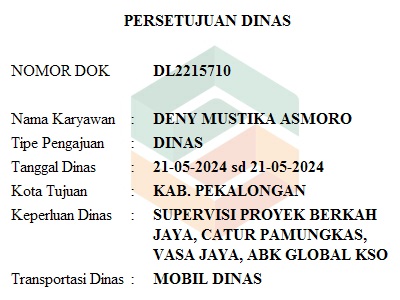 PERSETUJUAN DINAS
NOMOR DOK DL2215710
Nama Karyawan : DENY MUSTIKA ASMORO
Tipe Pengajuan : DINAS
Tanggal Dinas : 21-05-2024 sd 21-05-2024
Kota Tujuan : KAB. PEKALONGAN
Keperluan Dinas : SUPERVISI PROYEK BERKAH
JAYA, CATUR PAMUNGKAS,
VASA JAYA, ABK GLOBAL KSO
Transportasi Dinas : MOBIL DINAS